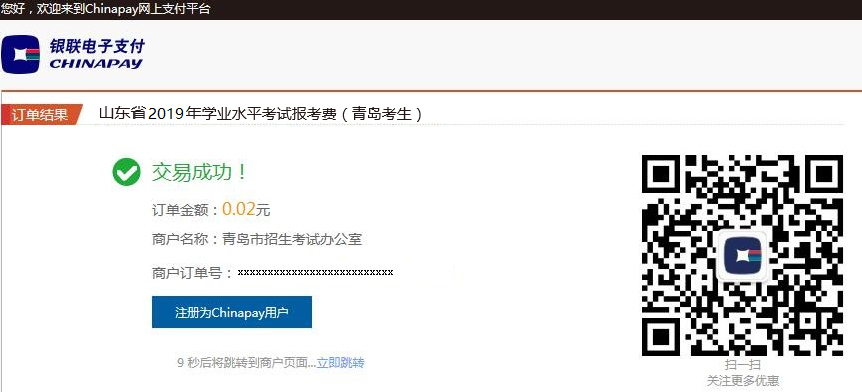 您好，欢迎来到Chinapay网上支付平台
银联电子支付
CHINAPAY
订单结果
山东省2019年学业水平考试报考费（青岛考生）
交易成功！
订单金额：0.02元
商户名称：青岛市招生考试办公室
商户订单号：xxxxxxxxxxxxxxxxxxxxxxxxxx
注册为Chinapay用户
9 秒后将跳转到商户页面...立即跳转
扫一扫
关注更多优惠